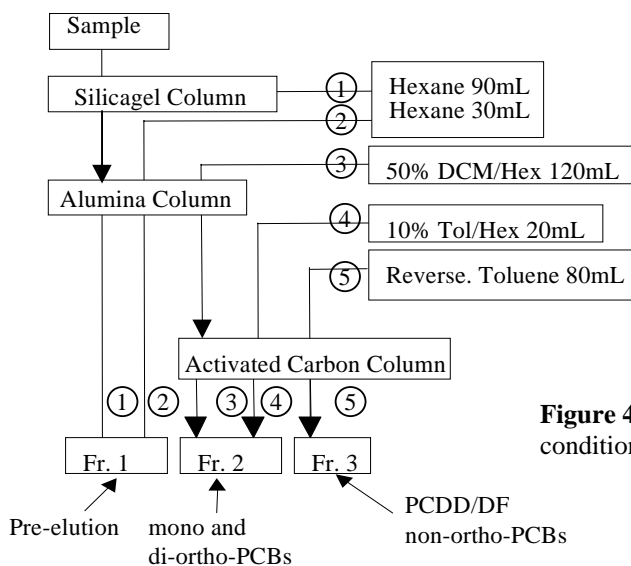 Sample
Silicagel Column
①
Hexane 90mL
②
Hexane 30mL
Alumina Column
③
50% DCM/Hex 120mL
④
10% Tol/Hex 20mL
⑤
Reverse. Toluene 80mL
Activated Carbon Column
① ② ③ ④ ⑤
Fr. 1
Fr. 2
Fr. 3
Figure 4
condition
Pre-elution
mono and
di-ortho-PCBs
PCDD/DF
non-ortho-PCBs